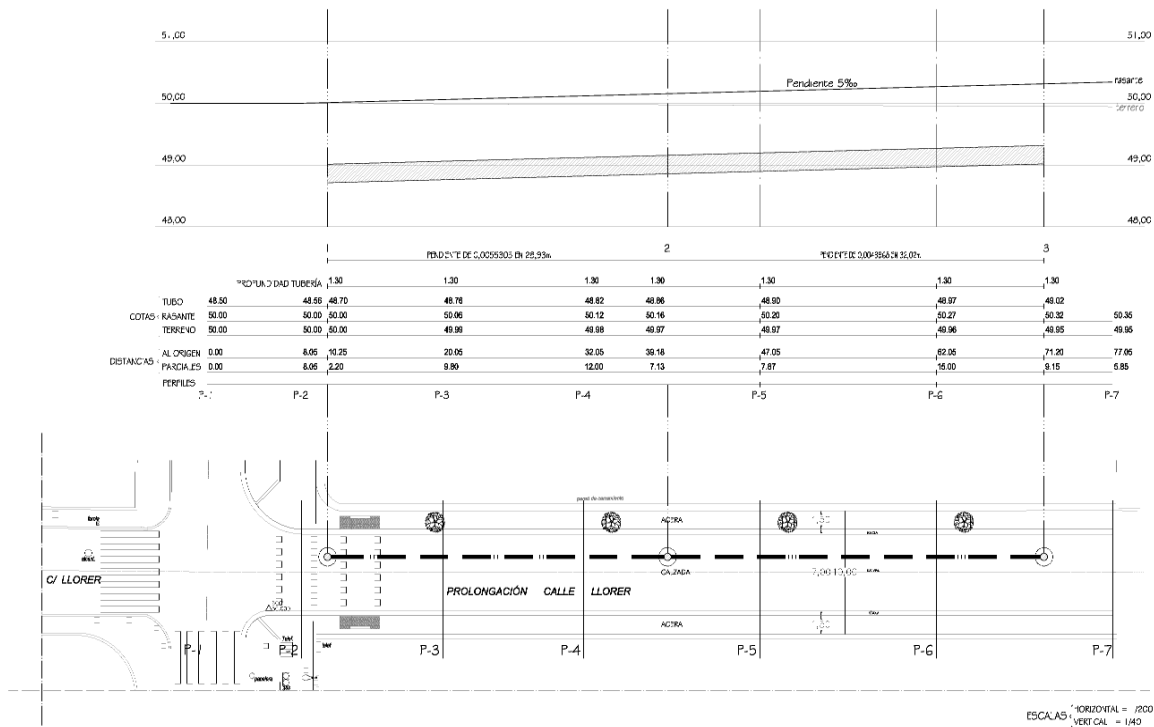 51,00 51,00
Pendiente 5‰
rasante
50,00 50,00
terreno
49,00 49,00
48,00 48,00
2 3
PENDIENTE DE 0,0055305 EN 28,93m.
PROFUNDIDAD TUBERÍA 1.30 1.30 1.30 1.30 1.30 1.30 1.30
TUBO 48.50 48.56 48.70 48.76 48.82 48.86 48.90 48.97 49.02
COTAS RASANTE 50.00 50.00 50.00 50.06 50.12 50.16 50.20 50.27 50.32 50.35
TERRENO 50.00 50.00 50.00 49.99 49.98 49.97 49.97 49.96 49.95 49.95
DISTANCIAS AL ORIGEN 0.00 8.05 10.25 20.05 32.05 39.18 47.05 62.05 71.20 77.05
PARCIALES 0.00 8.05 2.20 9.80 12.00 7.13 7.87 15.00 9.15 5.85
PERFILES
P-1 P-2 P-3 P-4 P-5 P-6 P-7
ACERA
C/ LLORER
CALZADA
PROLONGACIÓN CALLE LLORER
ACERA
P-1 P-2 P-3 P-4 P-5 P-6 P-7
ESCALAS HORIZONTAL = 1/200
VERTICAL = 1/40